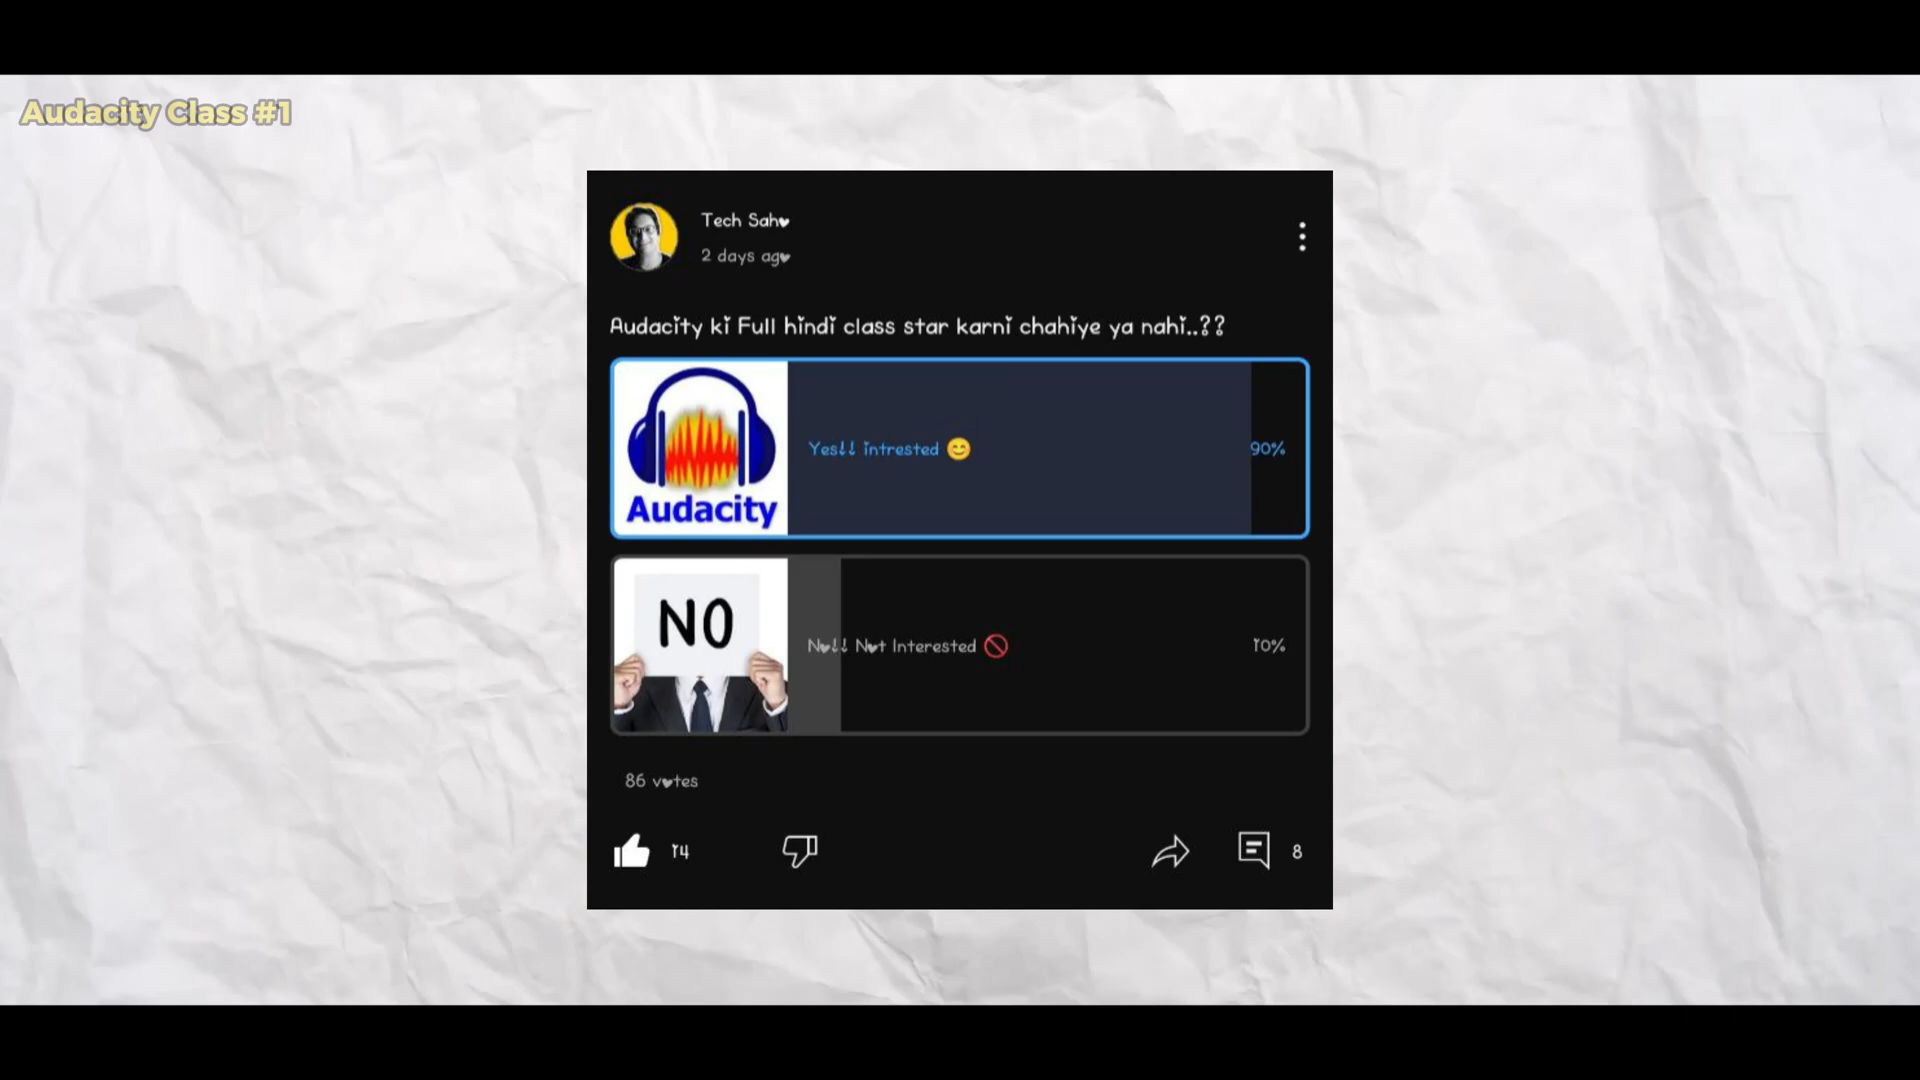 Audacity Class #1
Tech Saho
2 days ago
Audacity ki Full hindi class star karni chahiye ya nahi..??
Audacity
Yes!! intrested 😊
90%
NO
No!! Not Interested 🚫
10%
86 votes
14
8